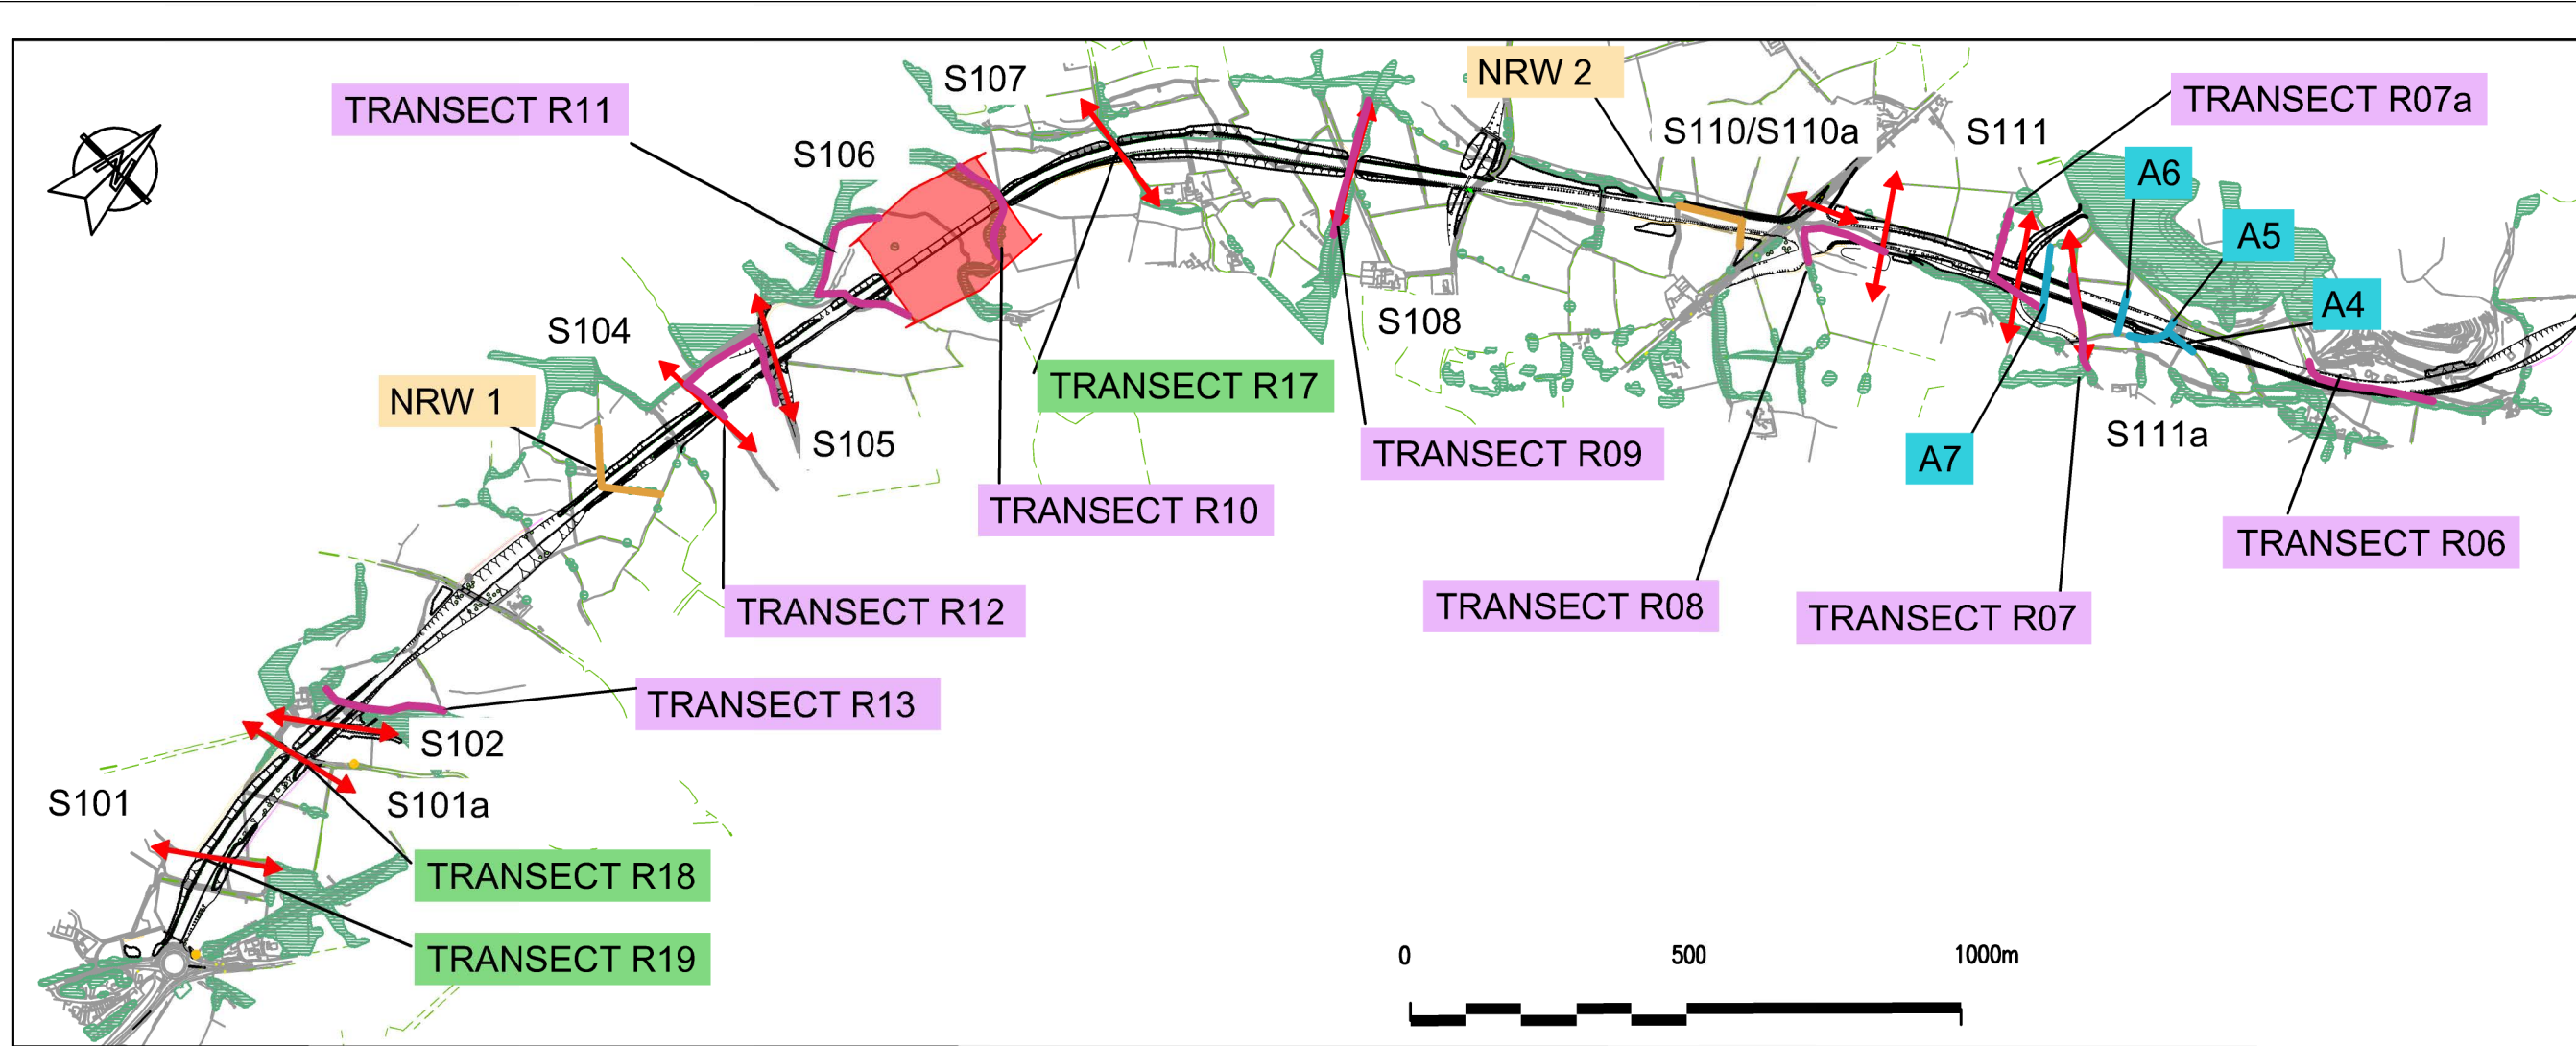 NRW 2
S107
TRANSECT R07a
TRANSECT R11
S110/S110a
S111
S106
A6
A5
A4
S108
S104
TRANSECT R17
NRW 1
S105
S111a
TRANSECT R09
A7
TRANSECT R10
TRANSECT R06
TRANSECT R12
TRANSECT R08
TRANSECT R07
TRANSECT R13
S102
S101
S101a
TRANSECT R18
TRANSECT R19
0 500 1000m
N